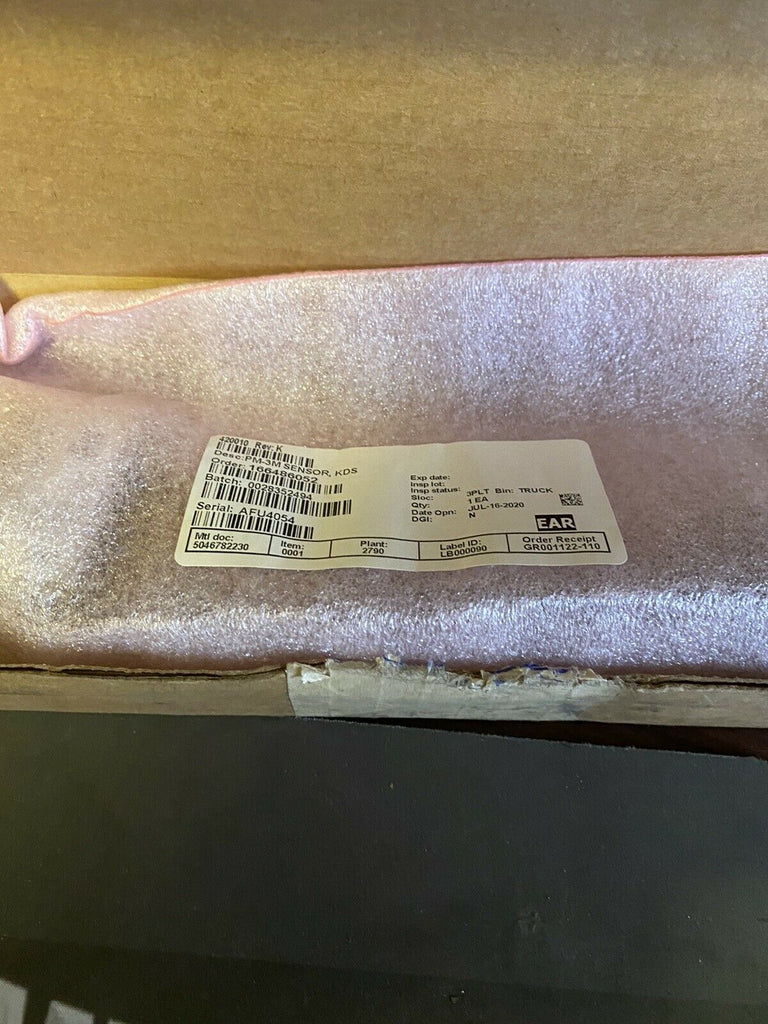 420010 Rev: K
Desc: PM-3M SENSOR, KDS
Order: 166486052
Batch: 0028352494
Serial: AFU4054
Exp date:
Insp lot:
Insp status:
Sloc: 3PLT Bin: TRUCK
Qty: 1 EA
Date Opn: JUL-16-2020
DGI: N
EAR
Mtl doc: Item: Plant: Label ID: Order Receipt
5046782230 0001 2790 LB000090 GR001122-110